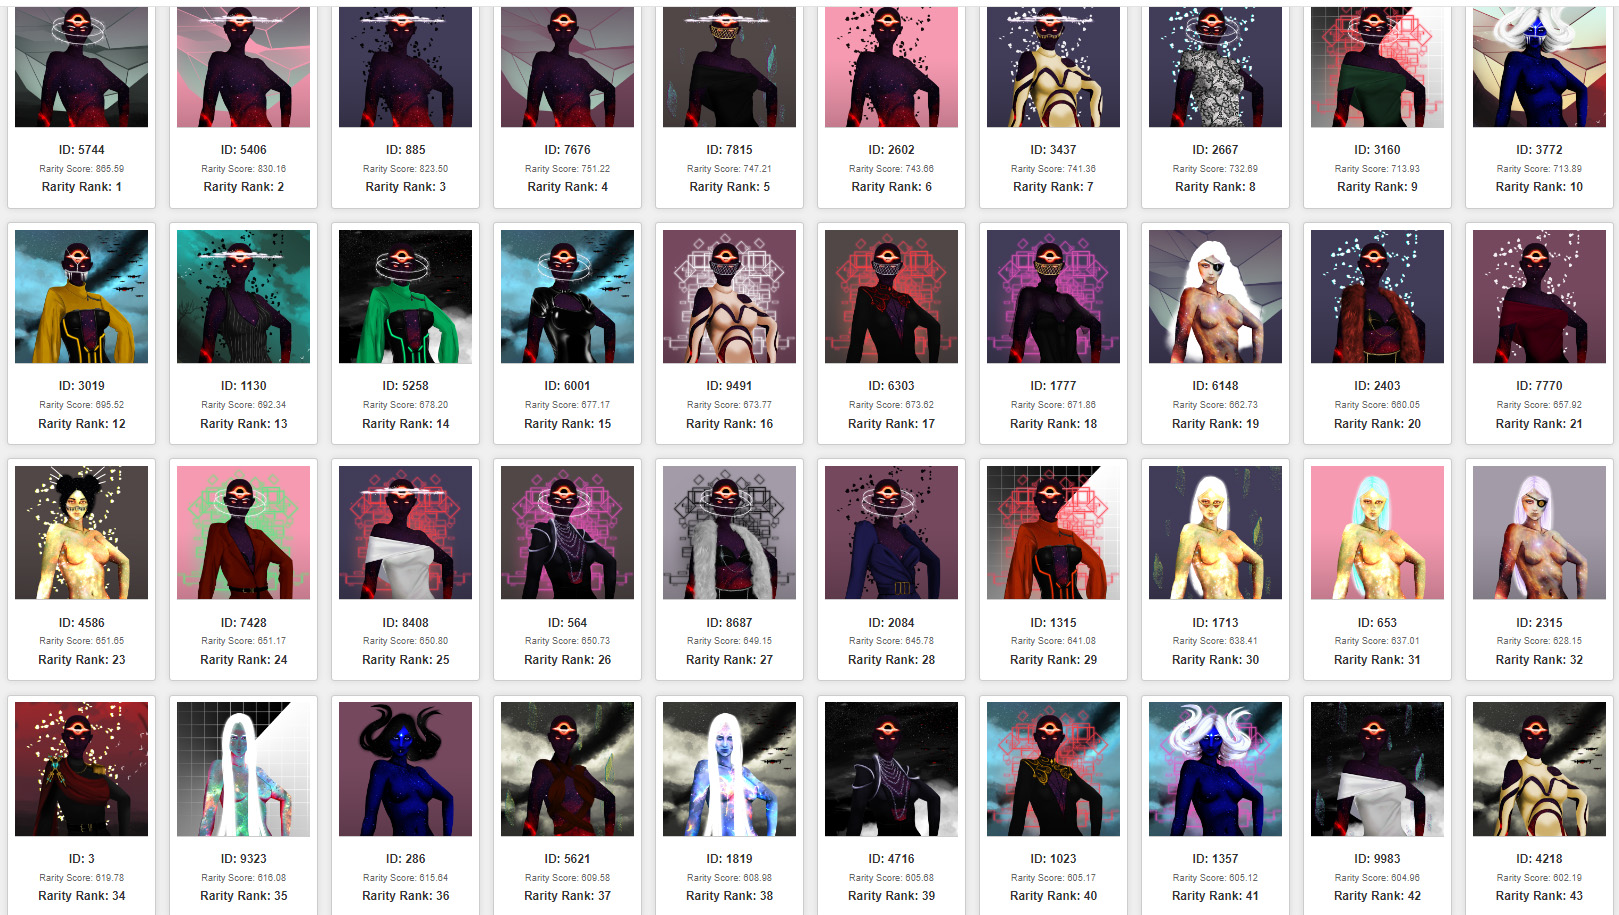 ID: 5744
Rarity Score: 865.59
Rarity Rank: 1
ID: 5406
Rarity Score: 830.16
Rarity Rank: 2
ID: 885
Rarity Score: 823.50
Rarity Rank: 3
ID: 7676
Rarity Score: 751.22
Rarity Rank: 4
ID: 7815
Rarity Score: 747.21
Rarity Rank: 5
ID: 2602
Rarity Score: 743.66
Rarity Rank: 6
ID: 3437
Rarity Score: 741.36
Rarity Rank: 7
ID: 2667
Rarity Score: 732.69
Rarity Rank: 8
ID: 3160
Rarity Score: 713.93
Rarity Rank: 9
ID: 3772
Rarity Score: 713.89
Rarity Rank: 10
ID: 3019
Rarity Score: 695.52
Rarity Rank: 12
ID: 1130
Rarity Score: 692.34
Rarity Rank: 13
ID: 5258
Rarity Score: 678.20
Rarity Rank: 14
ID: 6001
Rarity Score: 677.17
Rarity Rank: 15
ID: 9491
Rarity Score: 673.77
Rarity Rank: 16
ID: 6303
Rarity Score: 673.62
Rarity Rank: 17
ID: 1777
Rarity Score: 671.86
Rarity Rank: 18
ID: 6148
Rarity Score: 662.73
Rarity Rank: 19
ID: 2403
Rarity Score: 660.05
Rarity Rank: 20
ID: 7770
Rarity Score: 657.92
Rarity Rank: 21
ID: 4586
Rarity Score: 651.65
Rarity Rank: 23
ID: 7428
Rarity Score: 651.17
Rarity Rank: 24
ID: 8408
Rarity Score: 650.80
Rarity Rank: 25
ID: 564
Rarity Score: 650.73
Rarity Rank: 26
ID: 8687
Rarity Score: 649.15
Rarity Rank: 27
ID: 2084
Rarity Score: 645.78
Rarity Rank: 28
ID: 1315
Rarity Score: 641.08
Rarity Rank: 29
ID: 1713
Rarity Score: 638.41
Rarity Rank: 30
ID: 653
Rarity Score: 637.01
Rarity Rank: 31
ID: 2315
Rarity Score: 628.15
Rarity Rank: 32
ID: 3
Rarity Score: 619.78
Rarity Rank: 34
ID: 9323
Rarity Score: 616.08
Rarity Rank: 35
ID: 286
Rarity Score: 615.64
Rarity Rank: 36
ID: 5621
Rarity Score: 609.58
Rarity Rank: 37
ID: 1819
Rarity Score: 608.98
Rarity Rank: 38
ID: 4716
Rarity Score: 605.68
Rarity Rank: 39
ID: 1023
Rarity Score: 605.17
Rarity Rank: 40
ID: 1357
Rarity Score: 605.12
Rarity Rank: 41
ID: 9983
Rarity Score: 604.96
Rarity Rank: 42
ID: 4218
Rarity Score: 602.19
Rarity Rank: 43